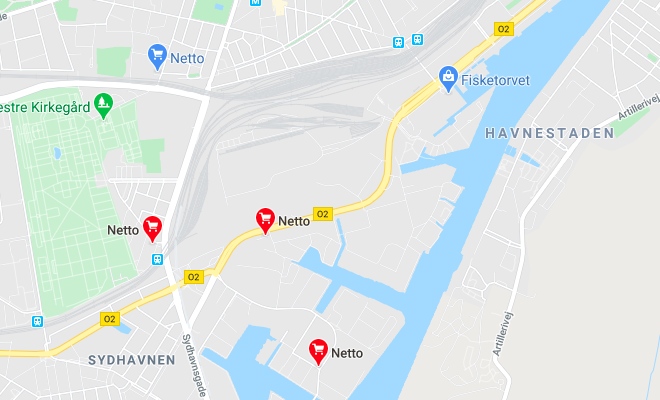 O2
Netto
Fisketorvet
estre Kirkegård
Artillerivej
HAVNESTADEN
O2
Netto
Netto
O2
O2
Sydhavnsgade
Artillerivej
Netto
SYDHAVNEN